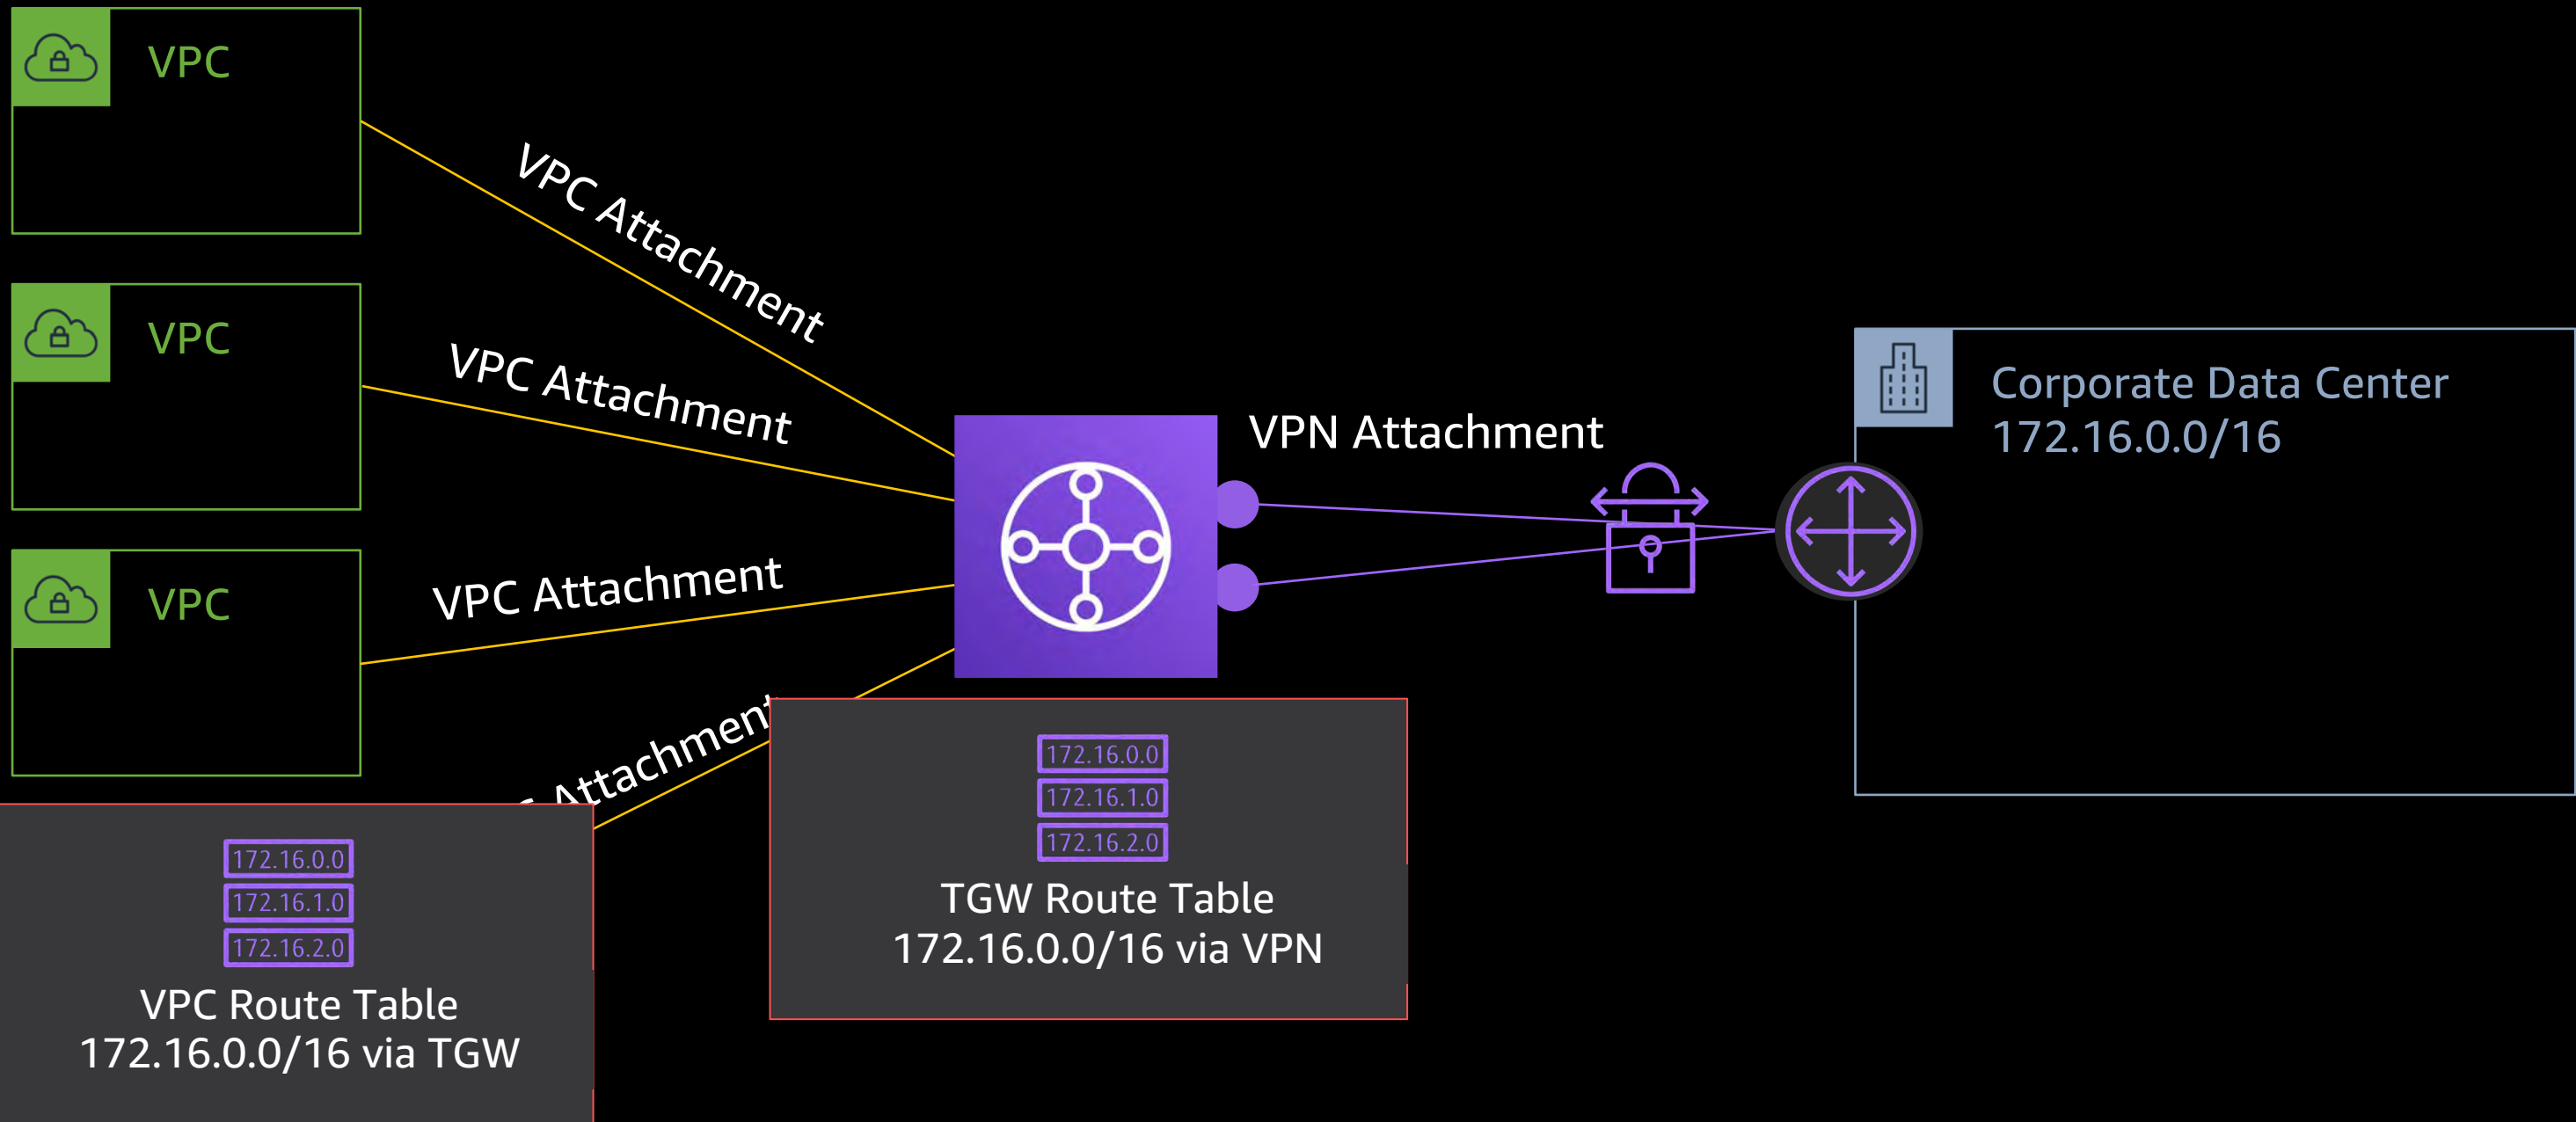 VPC
VPC Attachment
VPC
VPC Attachment
VPC
VPC Attachment
Attachment
VPN Attachment
Corporate Data Center
172.16.0.0/16
172.16.0.0
172.16.1.0
172.16.2.0
TGW Route Table
172.16.0.0/16 via VPN
172.16.0.0
172.16.1.0
172.16.2.0
VPC Route Table
172.16.0.0/16 via TGW